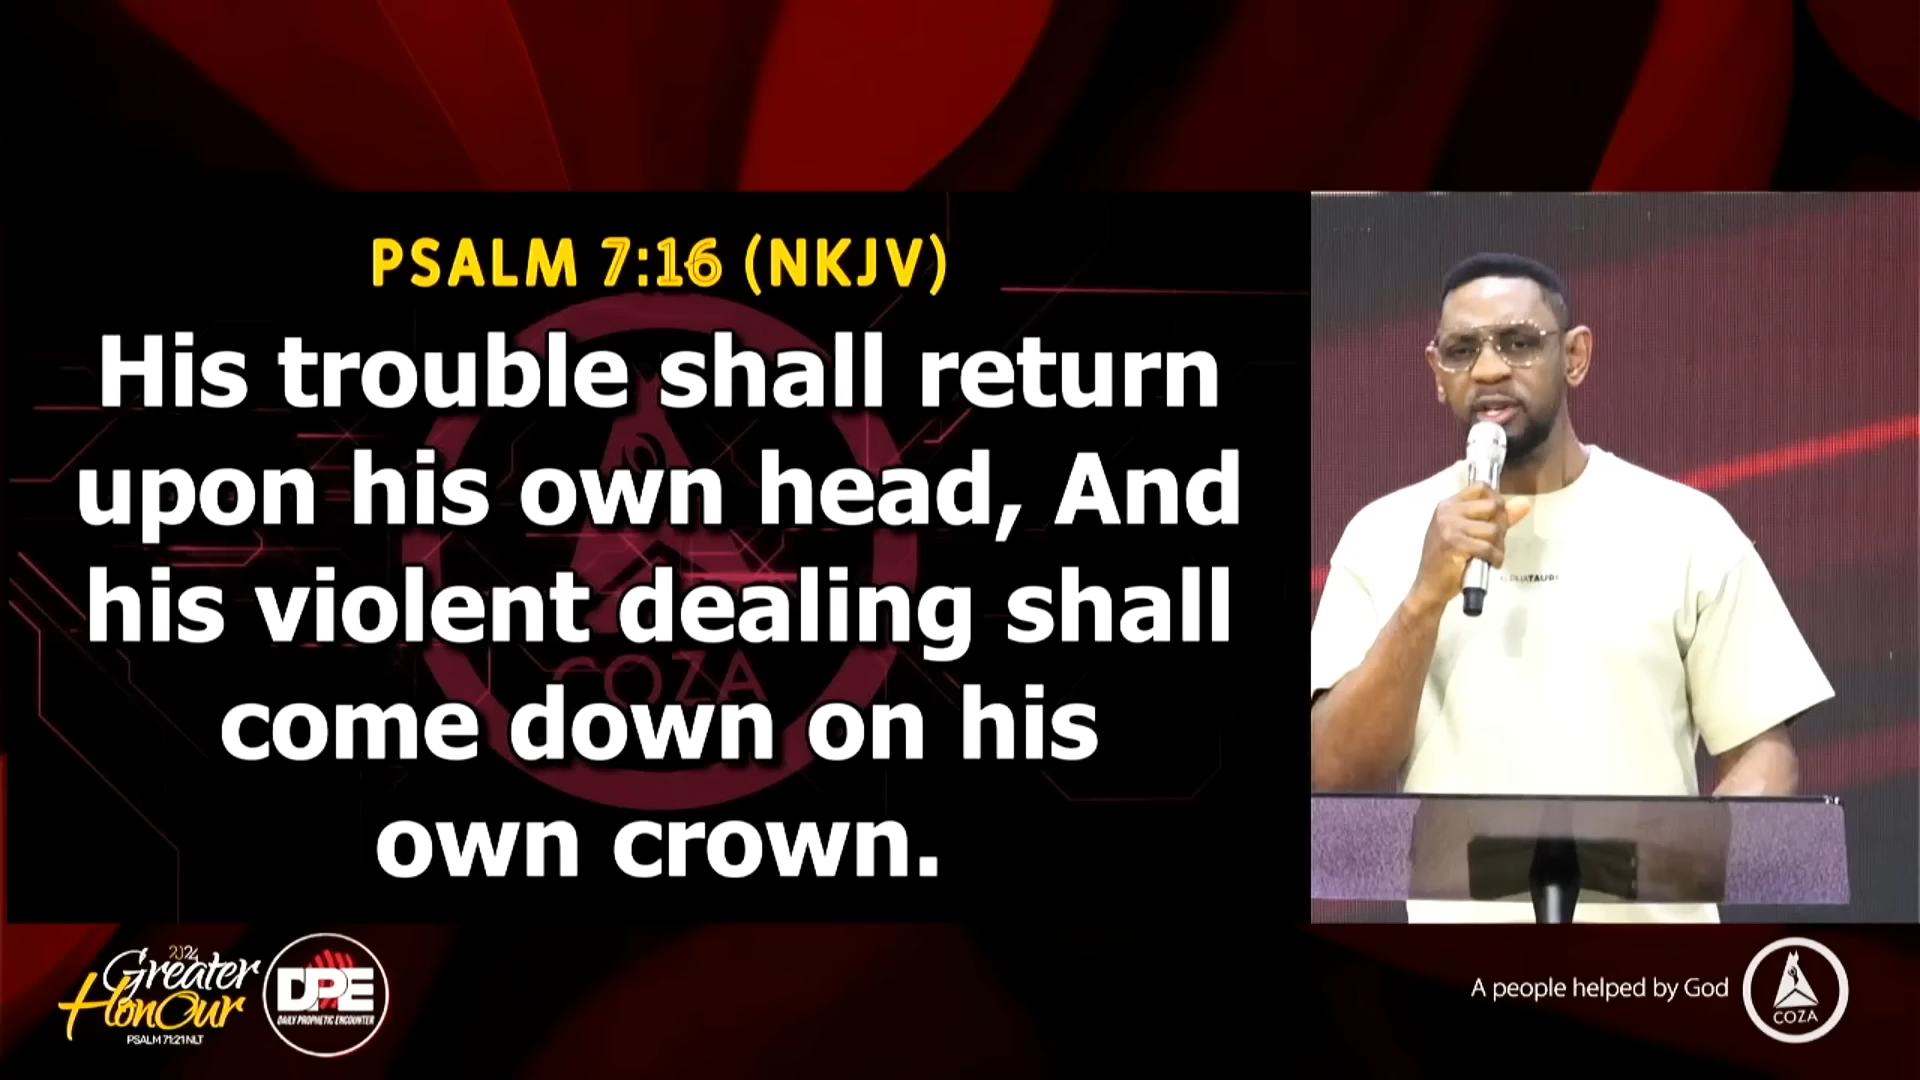 PSALM 7:16 (NKJV)
His trouble shall return
upon his own head, And
his violent dealing shall
come down on his
own crown.
COZA
2024
Greater
HonOur
PSALM 71:21 NLT
DPE
DAILY PROPHETIC ENCOUNTER
A people helped by God
COZA